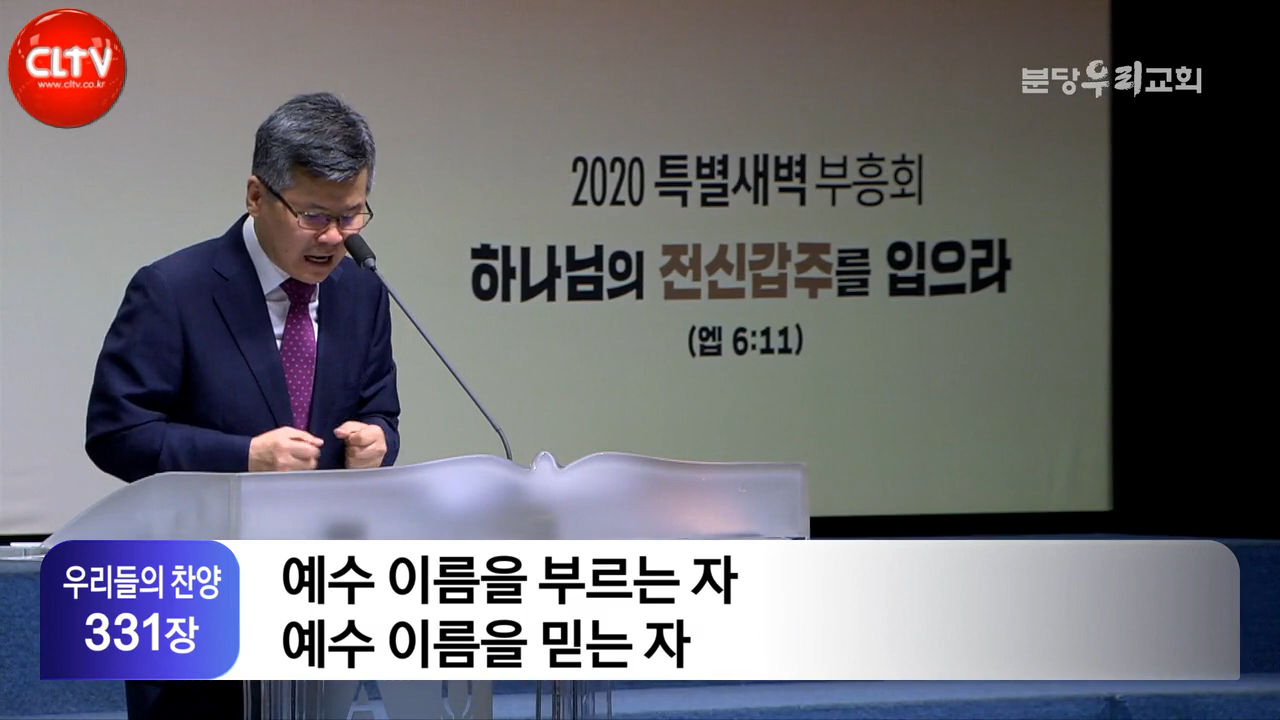 CLTV
www.cltv.co.kr
분당우리교회
2020 특별새벽 부흥회
하나님의 전신갑주를 입으라
(엡 6:11)
우리들의 찬양
331장
예수 이름을 부르는 자
예수 이름을 믿는 자